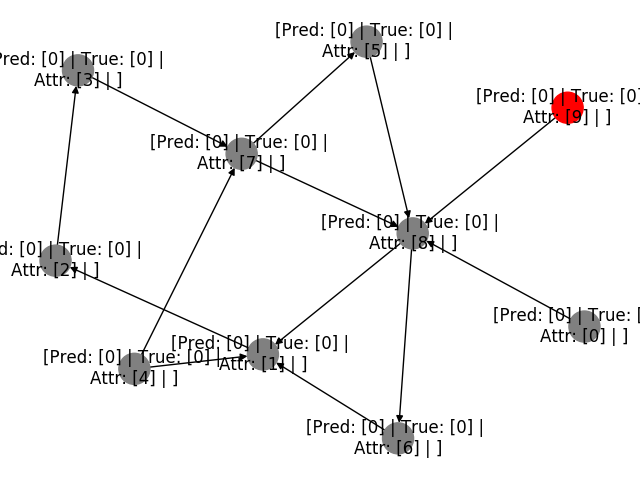 [Pred: [0] | True: [0] |
Attr: [5] | ]
Pred: [0] | True: [0] |
Attr: [3] | ]
[Pred: [0] | True: [0]
Attr: [9] | ]
[Pred: [0] | True: [0] |
Attr: [7] | ]
[Pred: [0] | True: [0] |
Attr: [8] | ]
d: [0] | True: [0] |
Attr: [2] | ]
[Pred: [0] | True: [
Attr: [0] | ]
[Pred: [0] | True: [0] |
Attr: [1] | ]
[Pred: [0] | True: [0] |
Attr: [4] | ]
[Pred: [0] | True: [0] |
Attr: [6] | ]